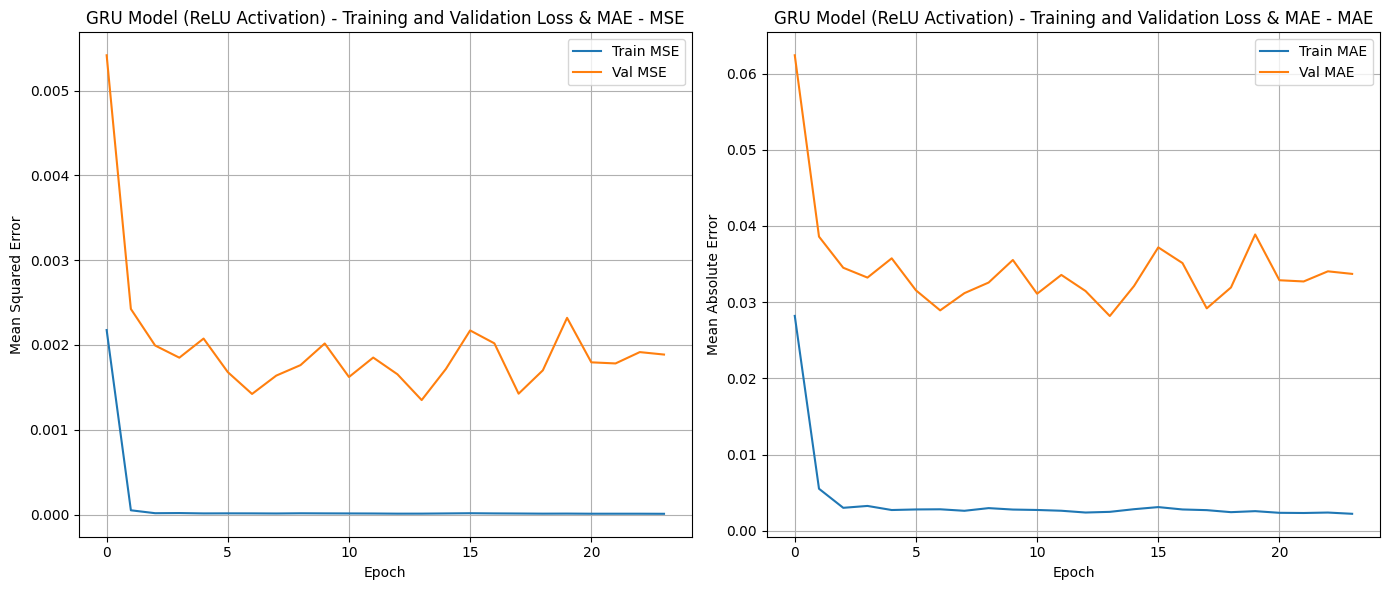 GRU Model (ReLU Activation) - Training and Validation Loss & MAE - MSE
Train MSE
Val MSE
0.005
0.004
0.003
0.002
0.001
0.000
Mean Squared Error
0
5
10
15
20
Epoch
GRU Model (ReLU Activation) - Training and Validation Loss & MAE - MAE
Train MAE
Val MAE
0.06
0.05
0.04
0.03
0.02
0.01
0.00
Mean Absolute Error
0
5
10
15
20
Epoch